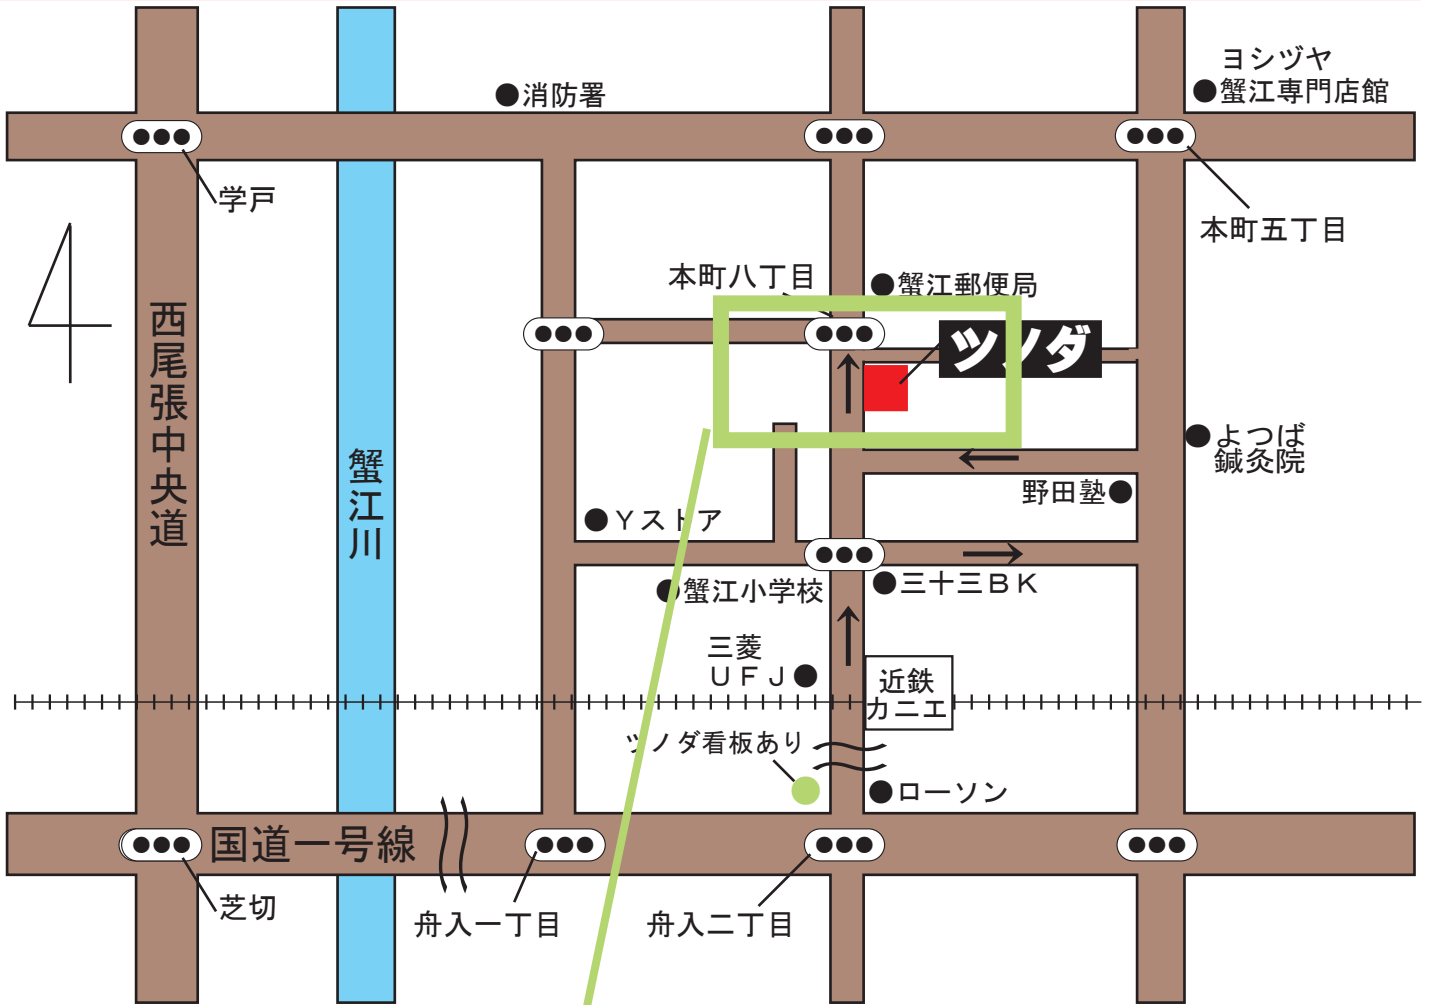 ヨシヅヤ
蟹江専門店館
消防署
学戸
本町五丁目
本町八丁目
蟹江郵便局
ツノダ
西尾張中央道
蟹江川
よつば
鍼灸院
野田塾
Yストア
蟹江小学校
三十三BK
三菱
UFJ
近鉄
カニエ
ツノダ看板あり
ローソン
国道一号線
芝切
舟入一丁目
舟入二丁目